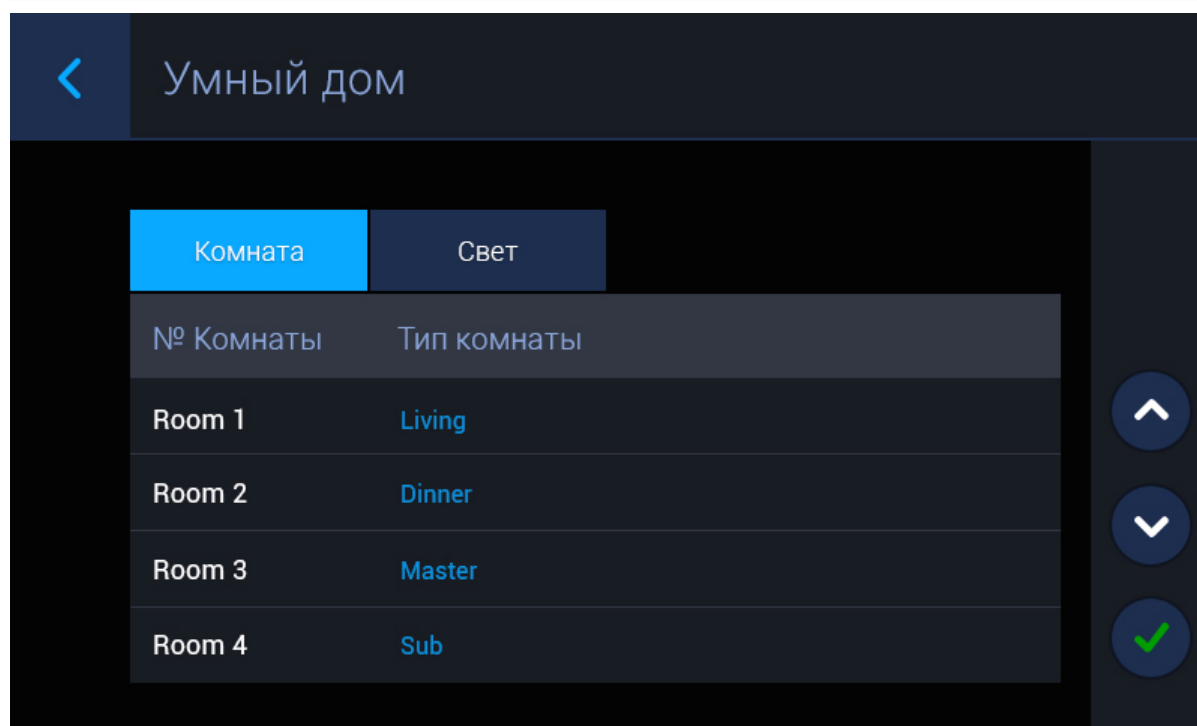 Умный дом
Комната Свет
№ Комнаты Тип комнаты
Room 1 Living
Room 2 Dinner
Room 3 Master
Room 4 Sub